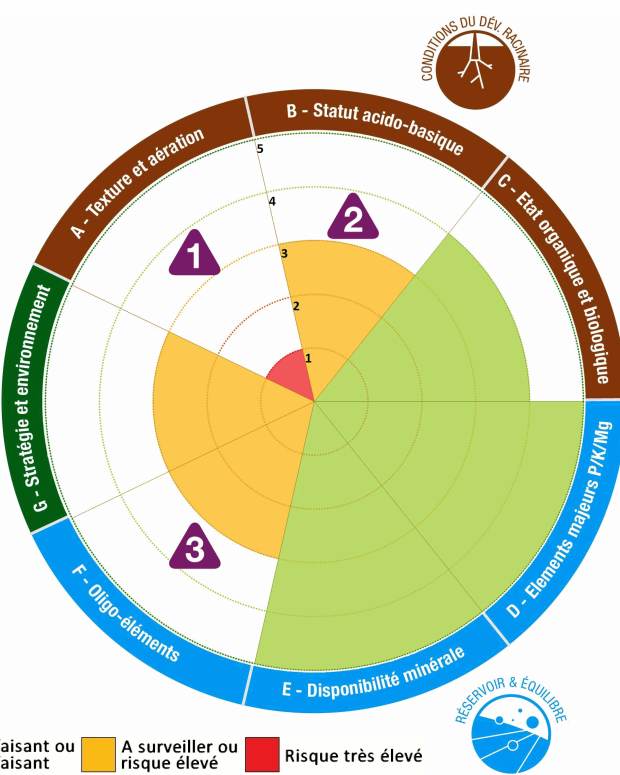 CONDITIONS DU DÉV. RACINAIRE
B - Statut acido-basique
A - Texture et aération
C - Etat organique et biologique
5
4
3
2
1
1
2
3
G - Stratégie et environnement
D - Elements majeurs P/K/Mg
F - Oligo-éléments
E - Disponibilité minérale
RÉSERVOIR & ÉQUILIBRE
faisant ou
faisant
A surveiller ou
risque élevé
Risque très élevé